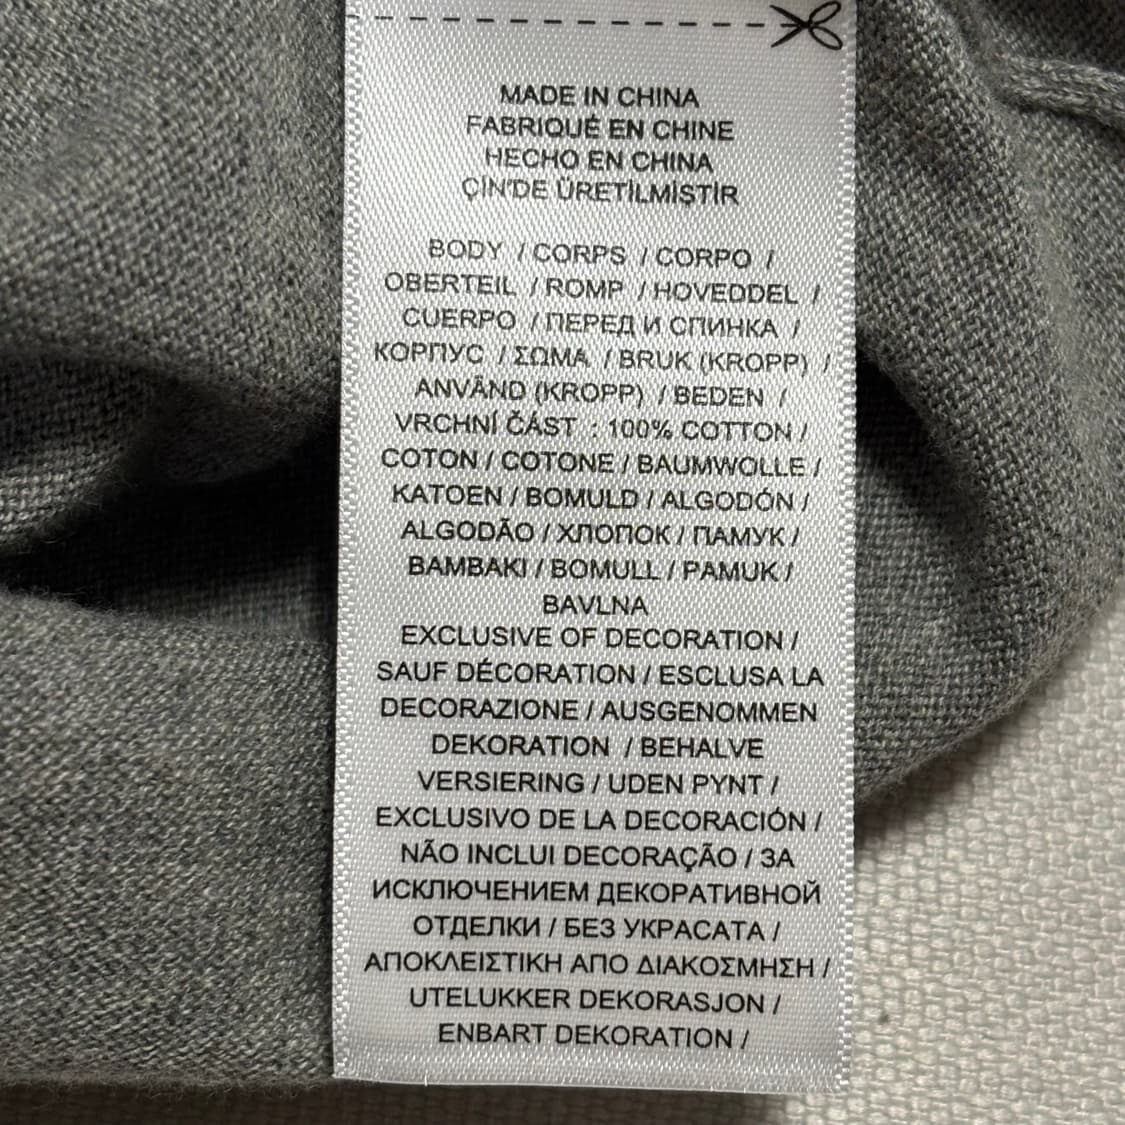 MADE IN CHINA
FABRIQUÉ EN CHINE
HECHO EN CHINA
ÇİN'DE ÜRETİLMİŞTİR
BODY / CORPS / CORPO /
OBERTEIL / ROMP / HOVEDDEL /
CUERPO / ПЕРЕД И СПИНКА /
КОРПУС / ΣΩΜΑ / BRUK (KROPP) /
ANVÄND (KROPP) / BEDEN /
VRCHNÍ ČÁST : 100% COTTON /
COTON / COTONE / BAUMWOLLE /
KATOEN / BOMULD / ALGODÓN /
ALGODÃO / ХЛОПОК / ПАМУК /
ΒΑΜΒΑΚΙ / BOMULL / PAMUK /
BAVLNA
EXCLUSIVE OF DECORATION /
SAUF DÉCORATION / ESCLUSA LA
DECORAZIONE / AUSGENOMMEN
DEKORATION / BEHALVE
VERSIERING / UDEN PYNT /
EXCLUSIVO DE LA DECORACIÓN /
NÃO INCLUI DECORAÇÃO / ЗА
ИСКЛЮЧЕНИЕМ ДЕКОРАТИВНОЙ
ОТДЕЛКИ / БЕЗ УКРАСАТА /
ΑΠΟΚΛΕΙΣΤΙΚΗ ΑΠΟ ΔΙΑΚΟΣΜΗΣΗ /
UTELUKKER DEKORASJON /
ENBART DEKORATION /